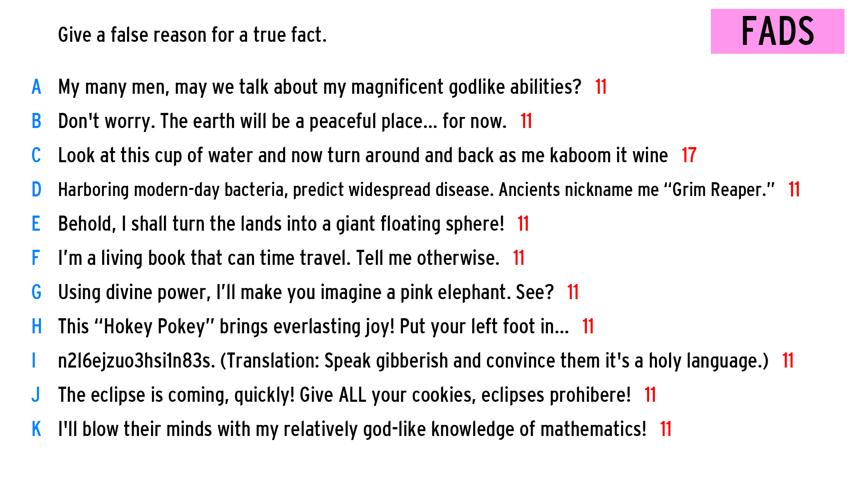 Give a false reason for a true fact.
FADS
A My many men, may we talk about my magnificent godlike abilities? 11
B Don't worry. The earth will be a peaceful place... for now. 11
C Look at this cup of water and now turn around and back as me kaboom it wine 17
D Harboring modern-day bacteria, predict widespread disease. Ancients nickname me “Grim Reaper.” 11
E Behold, I shall turn the lands into a giant floating sphere! 11
F I’m a living book that can time travel. Tell me otherwise. 11
G Using divine power, I’ll make you imagine a pink elephant. See? 11
H This “Hokey Pokey” brings everlasting joy! Put your left foot in... 11
I n2l6ejzuo3hsi1n83s. (Translation: Speak gibberish and convince them it's a holy language.) 11
J The eclipse is coming, quickly! Give ALL your cookies, eclipses prohibere! 11
K I'll blow their minds with my relatively god-like knowledge of mathematics! 11